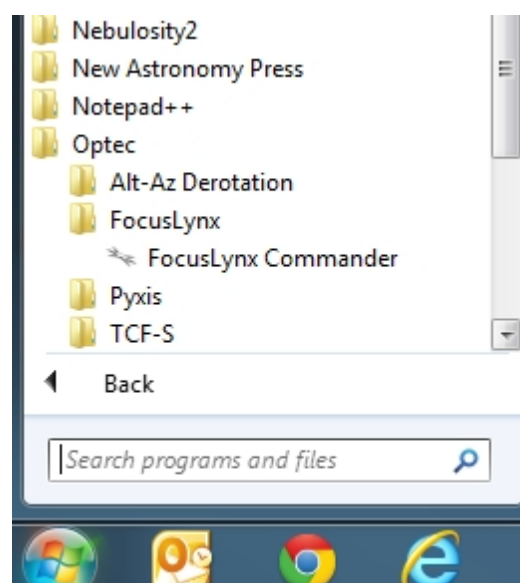 Nebulosity2
New Astronomy Press
Notepad++
Optec
Alt-Az Derotation
FocusLynx
FocusLynx Commander
Pyxis
TCF-S
Back
Search programs and files